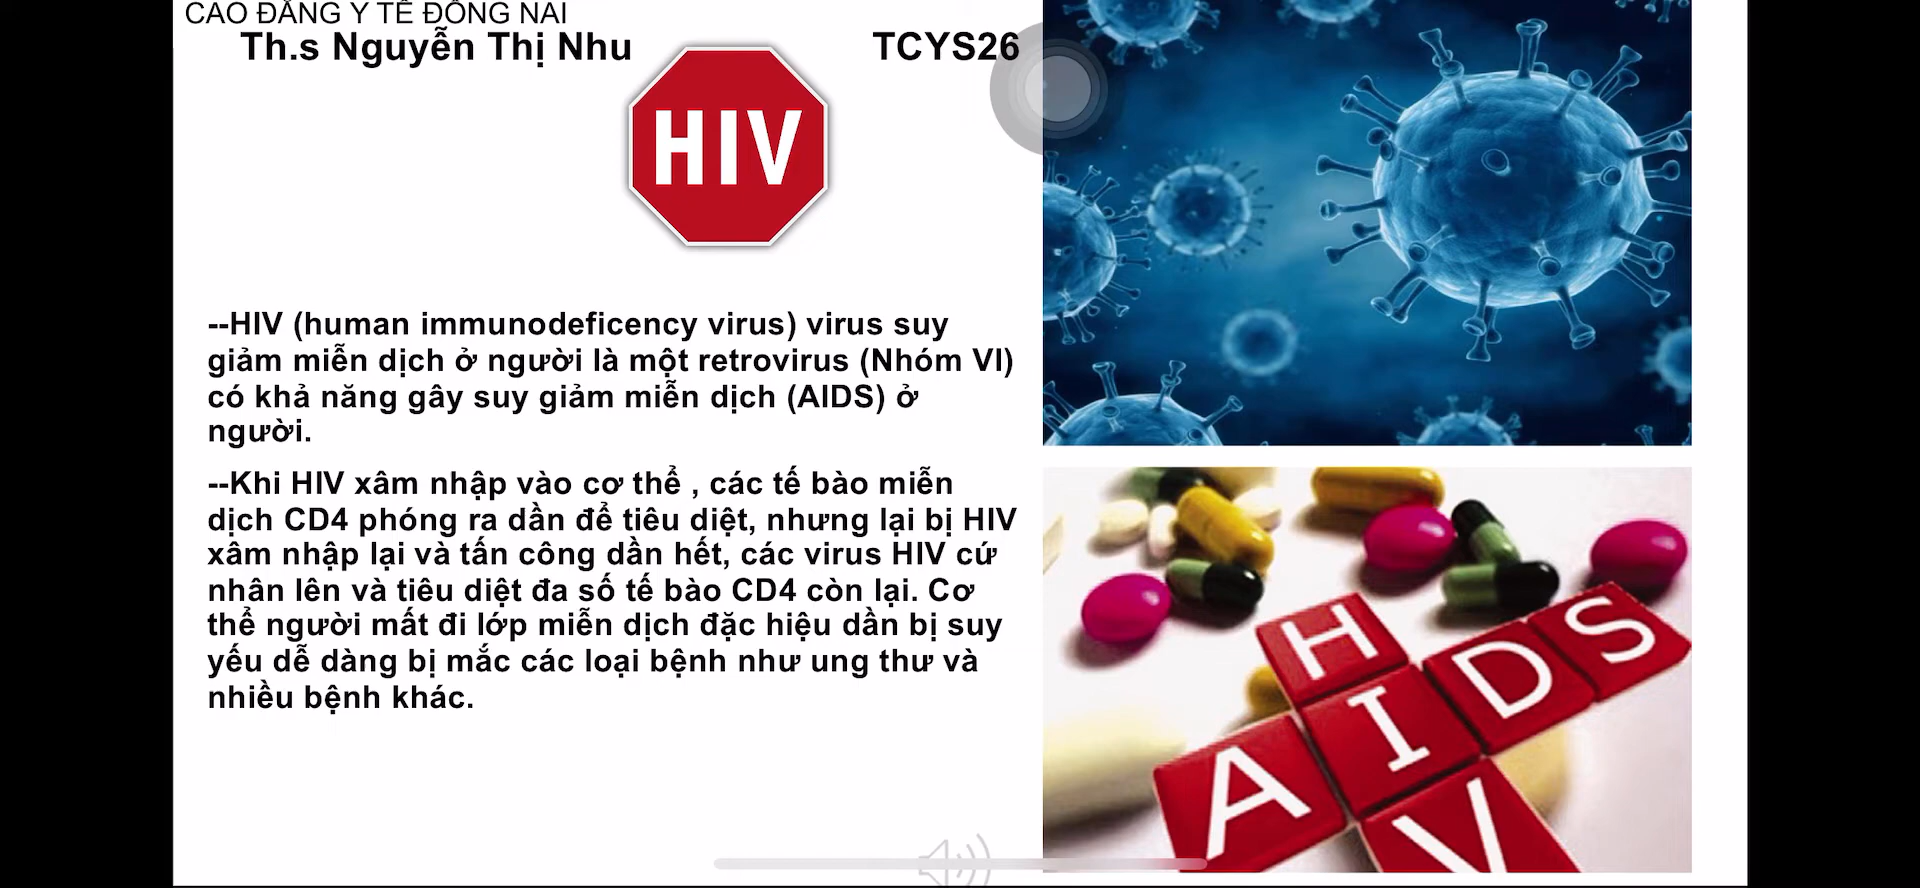 CAO ĐẲNG Y TẾ ĐỒNG NAI
Th.s Nguyễn Thị Nhu
TCYS26
HIV
--HIV (human immunodeficency virus) virus suy
giảm miễn dịch ở người là một retrovirus (Nhóm VI)
có khả năng gây suy giảm miễn dịch (AIDS) ở
người.
--Khi HIV xâm nhập vào cơ thể , các tế bào miễn
dịch CD4 phóng ra dần để tiêu diệt, nhưng lại bị HIV
xâm nhập lại và tấn công dần hết, các virus HIV cứ
nhân lên và tiêu diệt đa số tế bào CD4 còn lại. Cơ
thể người mất đi lớp miễn dịch đặc hiệu dần bị suy
yếu dễ dàng bị mắc các loại bệnh như ung thư và
nhiều bệnh khác.
HIV
AIDS